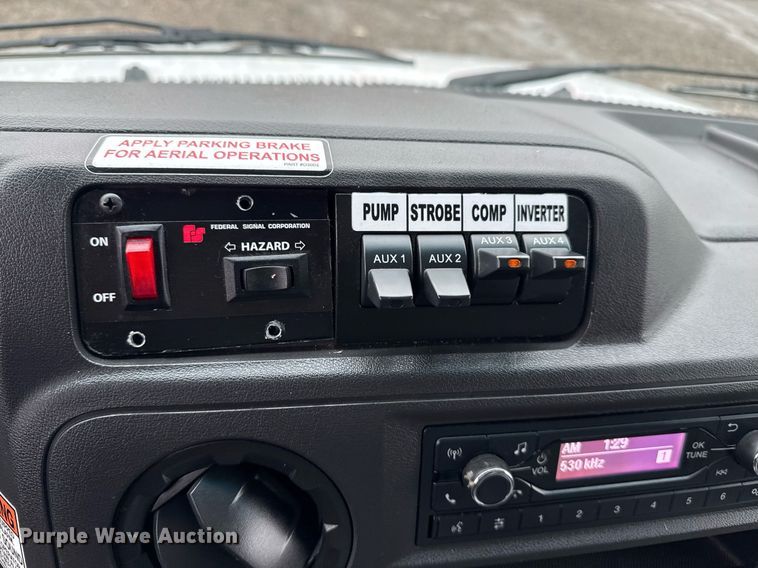 APPLY PARKING BRAKE
FOR AERIAL OPERATIONS
PUMP STROBE COMP INVERTER
FEDERAL SIGNAL CORPORATION
ON
HAZARD
OFF
AUX 1 AUX 2 AUX 3 AUX 4
AM 1:29
530 kHz
1
OK
TUNE
VOL
1 2 3 4 5 6
Purple Wave Auction